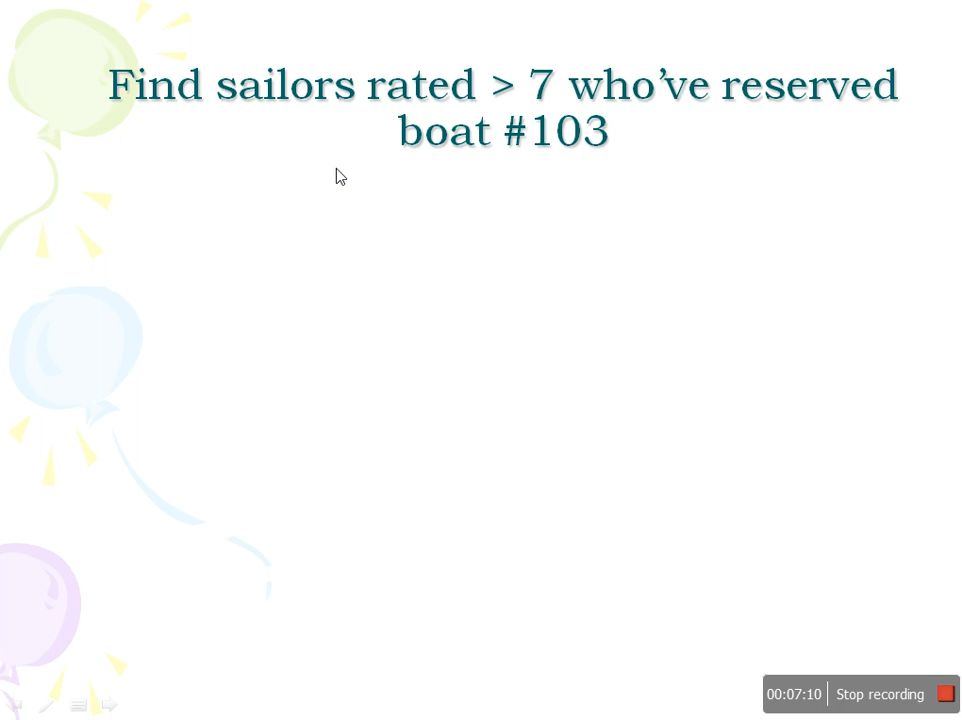 Find sailors rated > 7 who’ve reserved
boat #103
00:07:10 Stop recording